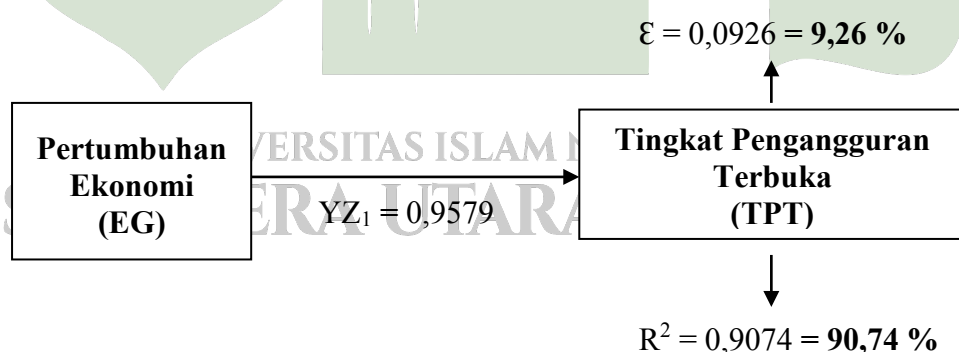 Ɛ = 0,0926 = 9,26 %
Pertumbuhan
Ekonomi
(EG)
VERSITAS ISLAM N
ERA UTARA
YZ₁ = 0,9579
Tingkat Pengangguran
Terbuka
(TPT)
R² = 0,9074 = 90,74 %